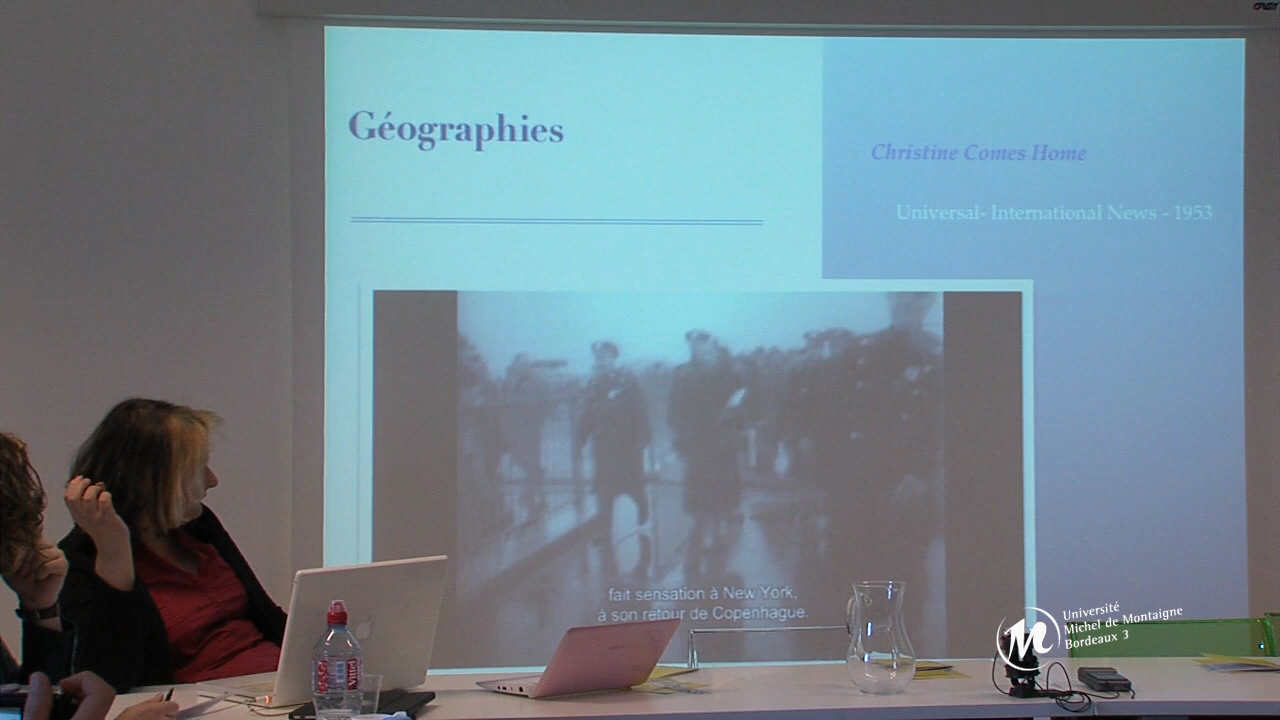 Géographies
Christine Comes Home
Universal- International News - 1953
fait sensation à New York,
à son retour de Copenhague.
Vittel
Université
Michel de Montaigne
Bordeaux 3